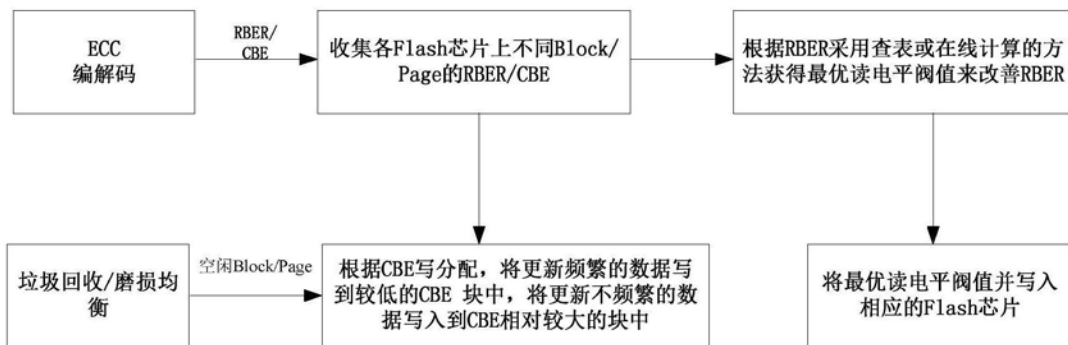 ECC
编解码
RBER/
CBE
收集各Flash芯片上不同Block/
Page的RBER/CBE
根据RBER采用查表或在线计算的方
法获得最优读电平阀值来改善RBER
垃圾回收/磨损均
衡
空闲Block/Page
根据CBE写分配，将更新频繁的数据写
到较低的CBE 块中，将更新不频繁的数
据写入到CBE相对较大的块中
将最优读电平阀值并写入
相应的Flash芯片